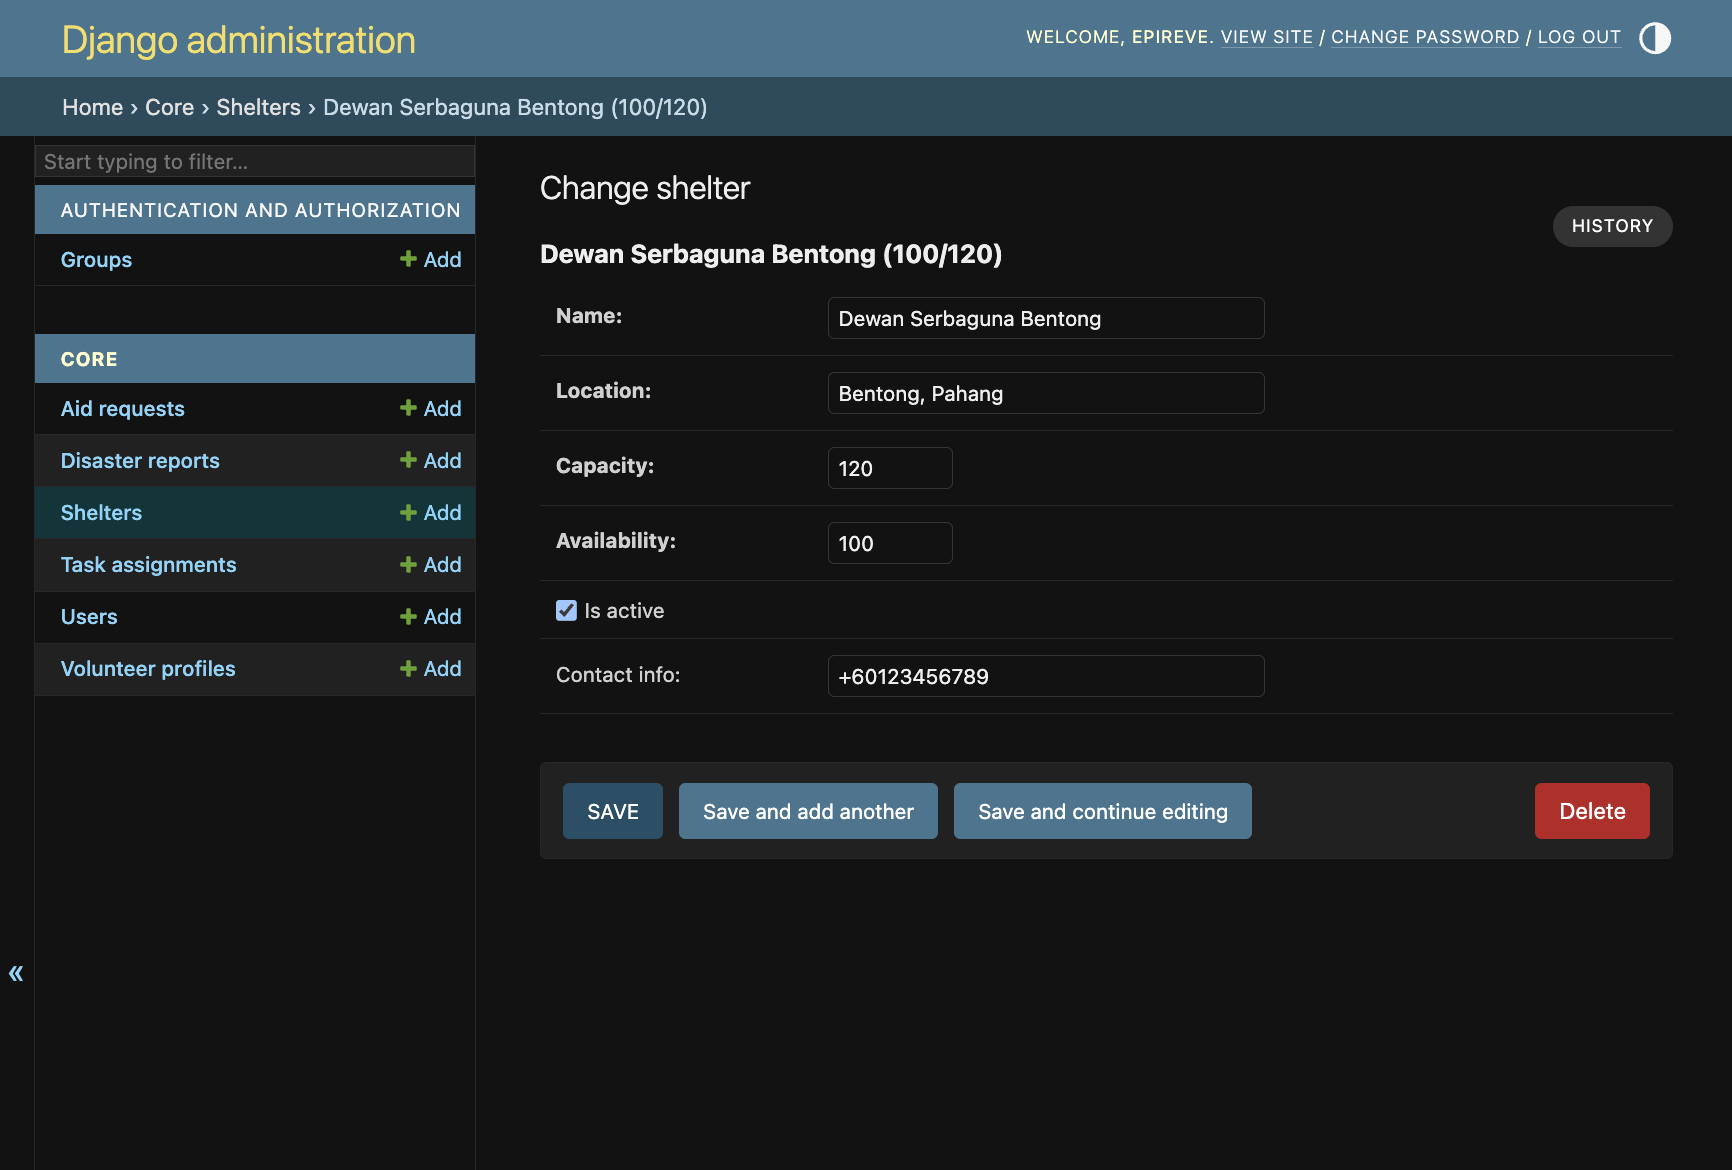 Django administration
WELCOME, EPIREVE. VIEW SITE / CHANGE PASSWORD / LOG OUT
Home › Core › Shelters › Dewan Serbaguna Bentong (100/120)
Start typing to filter...
AUTHENTICATION AND AUTHORIZATION
Groups
Add
CORE
Aid requests
Add
Disaster reports
Add
Shelters
Add
Task assignments
Add
Users
Add
Volunteer profiles
Add
«
Change shelter
HISTORY
Dewan Serbaguna Bentong (100/120)
Name:
Dewan Serbaguna Bentong
Location:
Bentong, Pahang
Capacity:
120
Availability:
100
Is active
Contact info:
+60123456789
SAVE
Save and add another
Save and continue editing
Delete